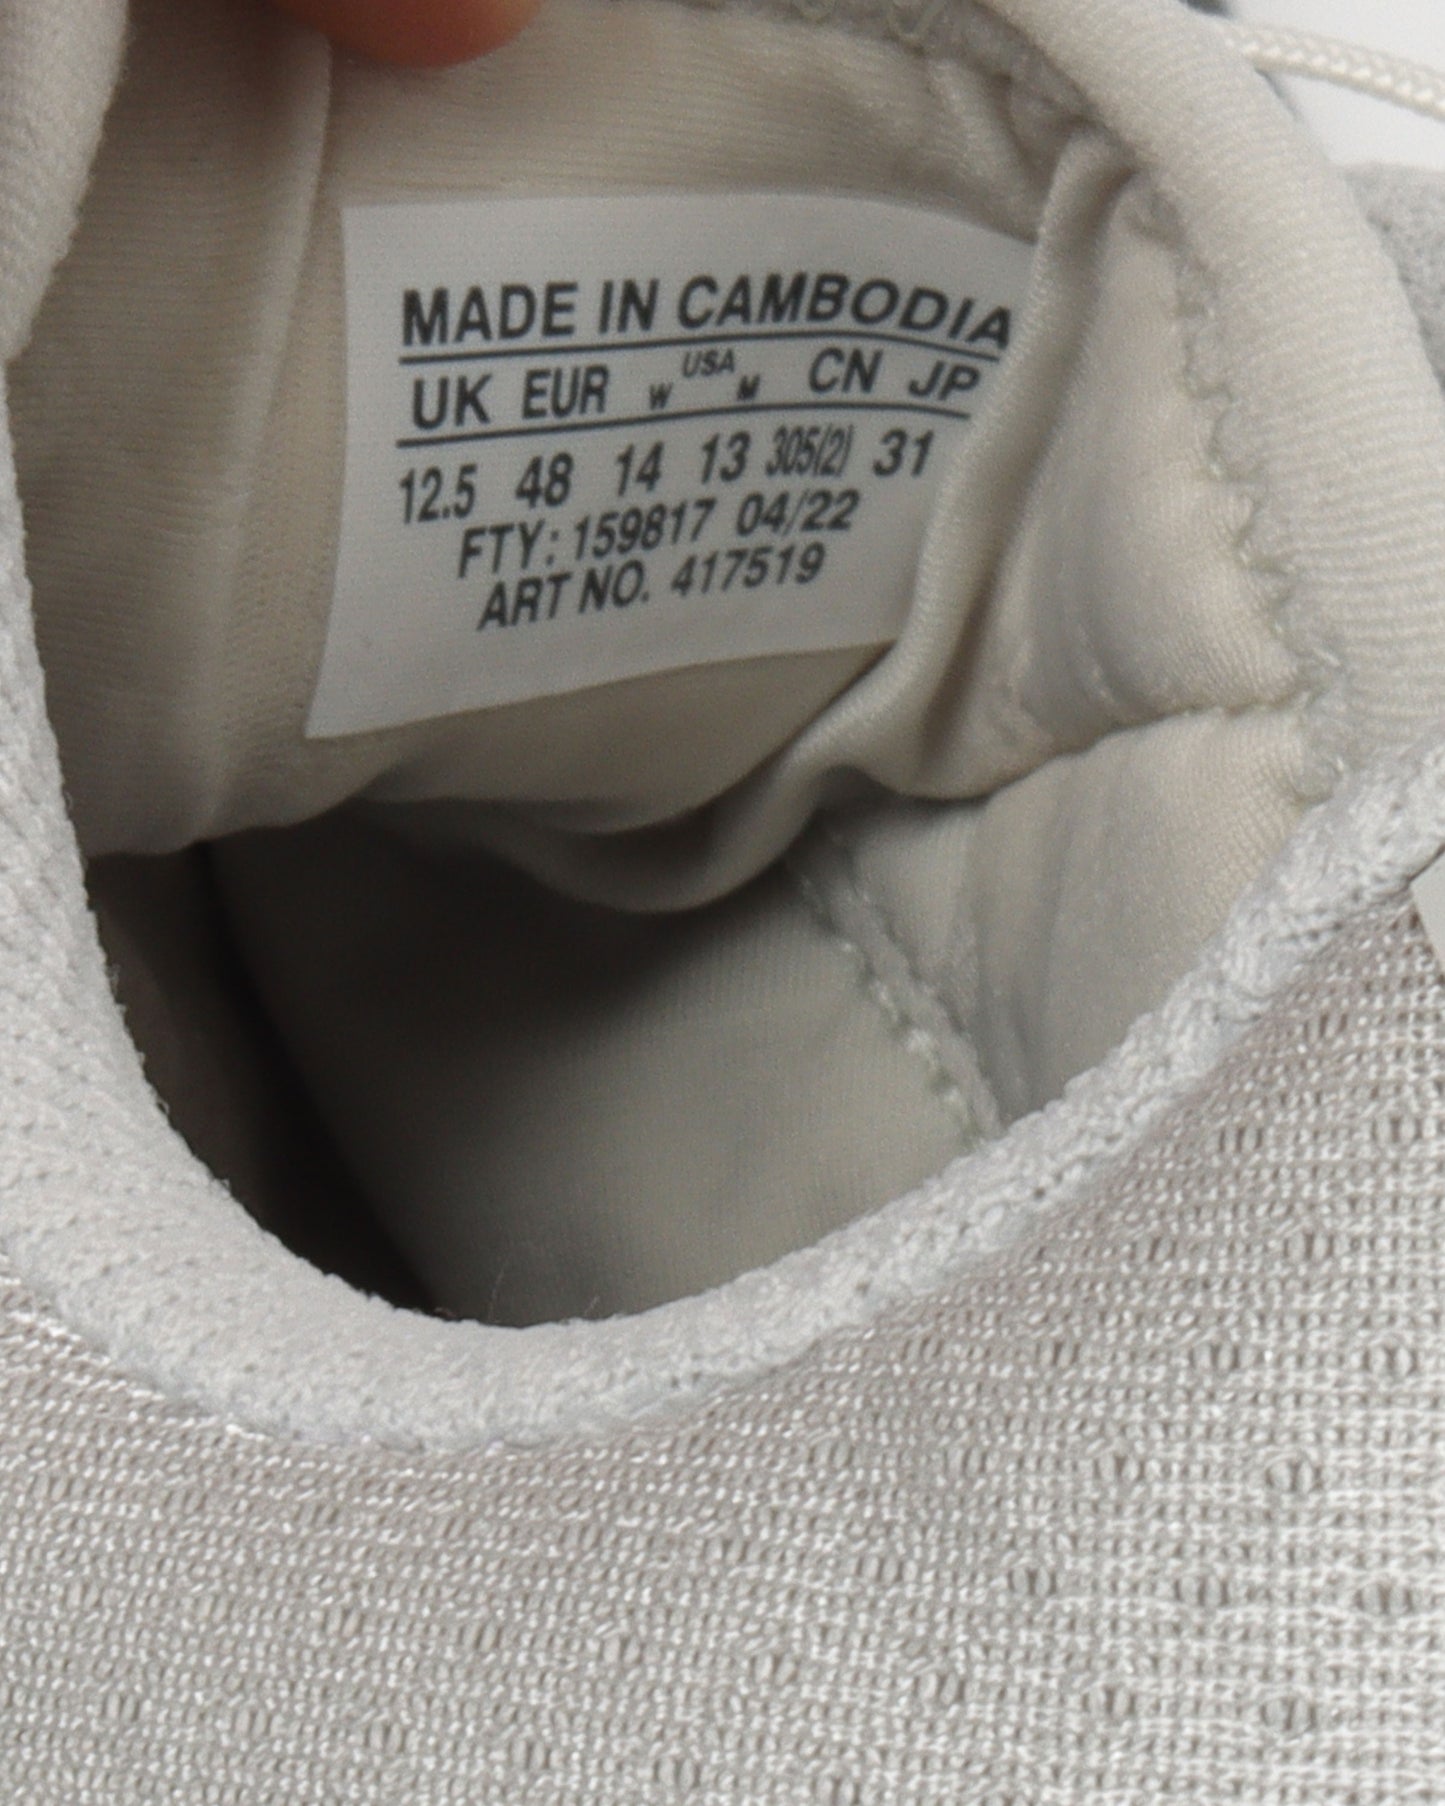 MADE IN CAMBODIA
UK EUR W USA M CN JP
12.5 48 14 13 305(2) 31
FTY: 159817 04/22
ART NO. 417519